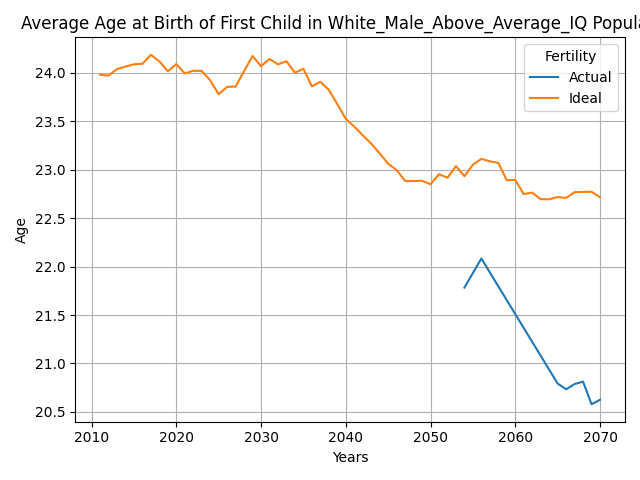 Average Age at Birth of First Child in White_Male_Above_Average_IQ Popula
Fertility
Actual
Ideal
24.0
23.5
23.0
22.5
22.0
21.5
21.0
20.5
Age
2010 2020 2030 2040 2050 2060 2070
Years